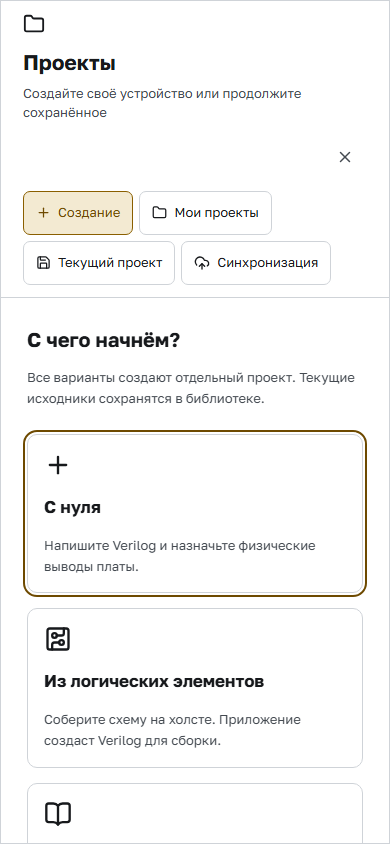 Проекты
Создайте своё устройство или продолжите
сохранённое
Создание
Мои проекты
Текущий проект
Синхронизация
С чего начнём?
Все варианты создают отдельный проект. Текущие
исходники сохранятся в библиотеке.
С нуля
Напишите Verilog и назначьте физические
выводы платы.
Из логических элементов
Соберите схему на холсте. Приложение
создаст Verilog для сборки.